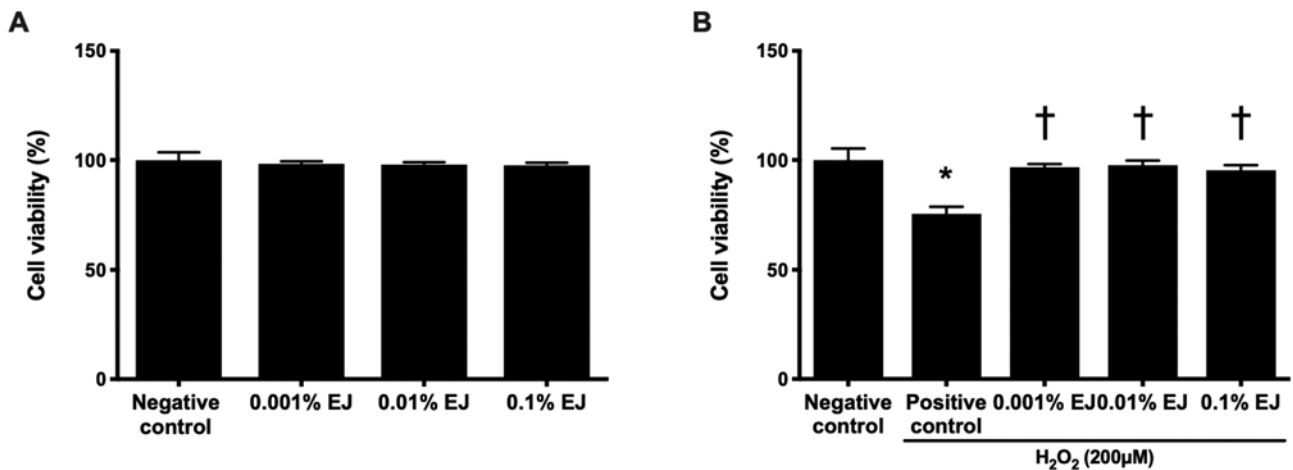 A
Cell viability (%)
150
100
50
0
Negative
control
0.001% EJ
0.01% EJ
0.1% EJ
B
Cell viability (%)
150
100
50
0
*
†
†
†
Negative
control
Positive
control
0.001% EJ
0.01% EJ
0.1% EJ
H₂O₂ (200µM)